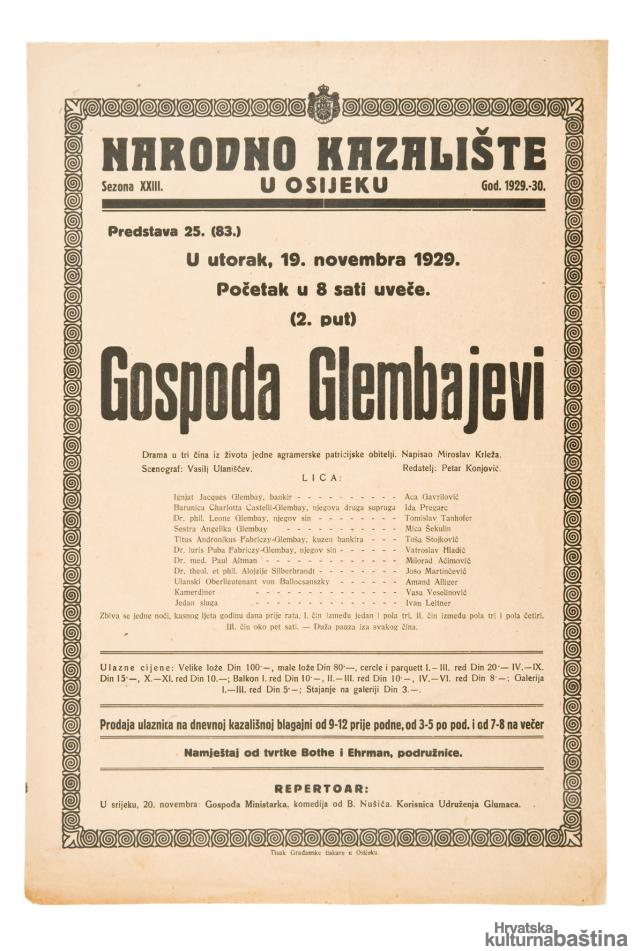 NARODNO KAZALIŠTE
Sezona XXIII. U OSIJEKU God. 1929.-30.
Predstava 25. (83.)
U utorak, 19. novembra 1929.
Početak u 8 sati uveče.
(2. put)
Gospoda Glembajevi
Drama u tri čina iz života jedne agramerske patricijske obitelji. Napisao Miroslav Krleža.
Scenograf: Vasilj Ulaniščev. Redatelj: Petar Konjović.
LICA:
Ignjat Jacques Glembay, bankir - - - - - - - - - - Aca Gavrilović
Barunica Charlotta Castelli-Glembay, njegova druga supruga Ida Pregarc
Dr. phil. Leone Glembay, njegov sin - - - - - - - - - Tomislav Tanhofer
Sestra Angelika Glembay - - - - - - - - - - - - Mica Šekulin
Titus Andronikus Fabriczy-Glembay, kuzen bankira - - - Toša Stojković
Dr. iuris Puba Fabriczy-Glembay, njegov sin - - - - - - Vatroslav Hladić
Dr. med. Paul Altman - - - - - - - - - - - - - Milorad Aćimović
Dr. theol. et phil. Alojzije Silberbrandt - - - - - - - - Joso Martinčević
Ulanski Oberlieutenant von Ballocsanszky - - - - - - - Amand Alliger
Kamerdiner - - - - - - - - - - - - - - Vasa Veselinović
Jedan sluga - - - - - - - - - - - - - - Ivan Leitner
Zbiva se jedne noći, kasnog ljeta godinu dana prije rata, I. čin između jedan i pola tri, II. čin između pola tri i pola četiri.
III. čin oko pet sati. — Duža pauza iza svakog čina.
Ulazne cijene: Velike lože Din 100·—, male lože Din 80·—, cercle i parquett I.—III. red Din 20·— IV.—IX.
Din 15·—, X.—XI. red Din 10.—; Balkon I. red Din 10·—, II.—III. red Din 10·—, IV.—VI. red Din 8·—; Galerija
I.—III. red Din 5·—; Stajanje na galeriji Din 3.—.
Prodaja ulaznica na dnevnoj kazališnoj blagajni od 9-12 prije podne, od 3-5 po pod. i od 7-8 na večer
Namještaj od tvrtke Bothe i Ehrman, podružnice.
REPERTOAR:
U srijeku, 20. novembra: Gospoda Ministarka, komedija od B. Nušića. Korisnica Udruženja Glumaca.
Tisak Građanske tiskare u Osijeku.
Hrvatska
kulturnabaština